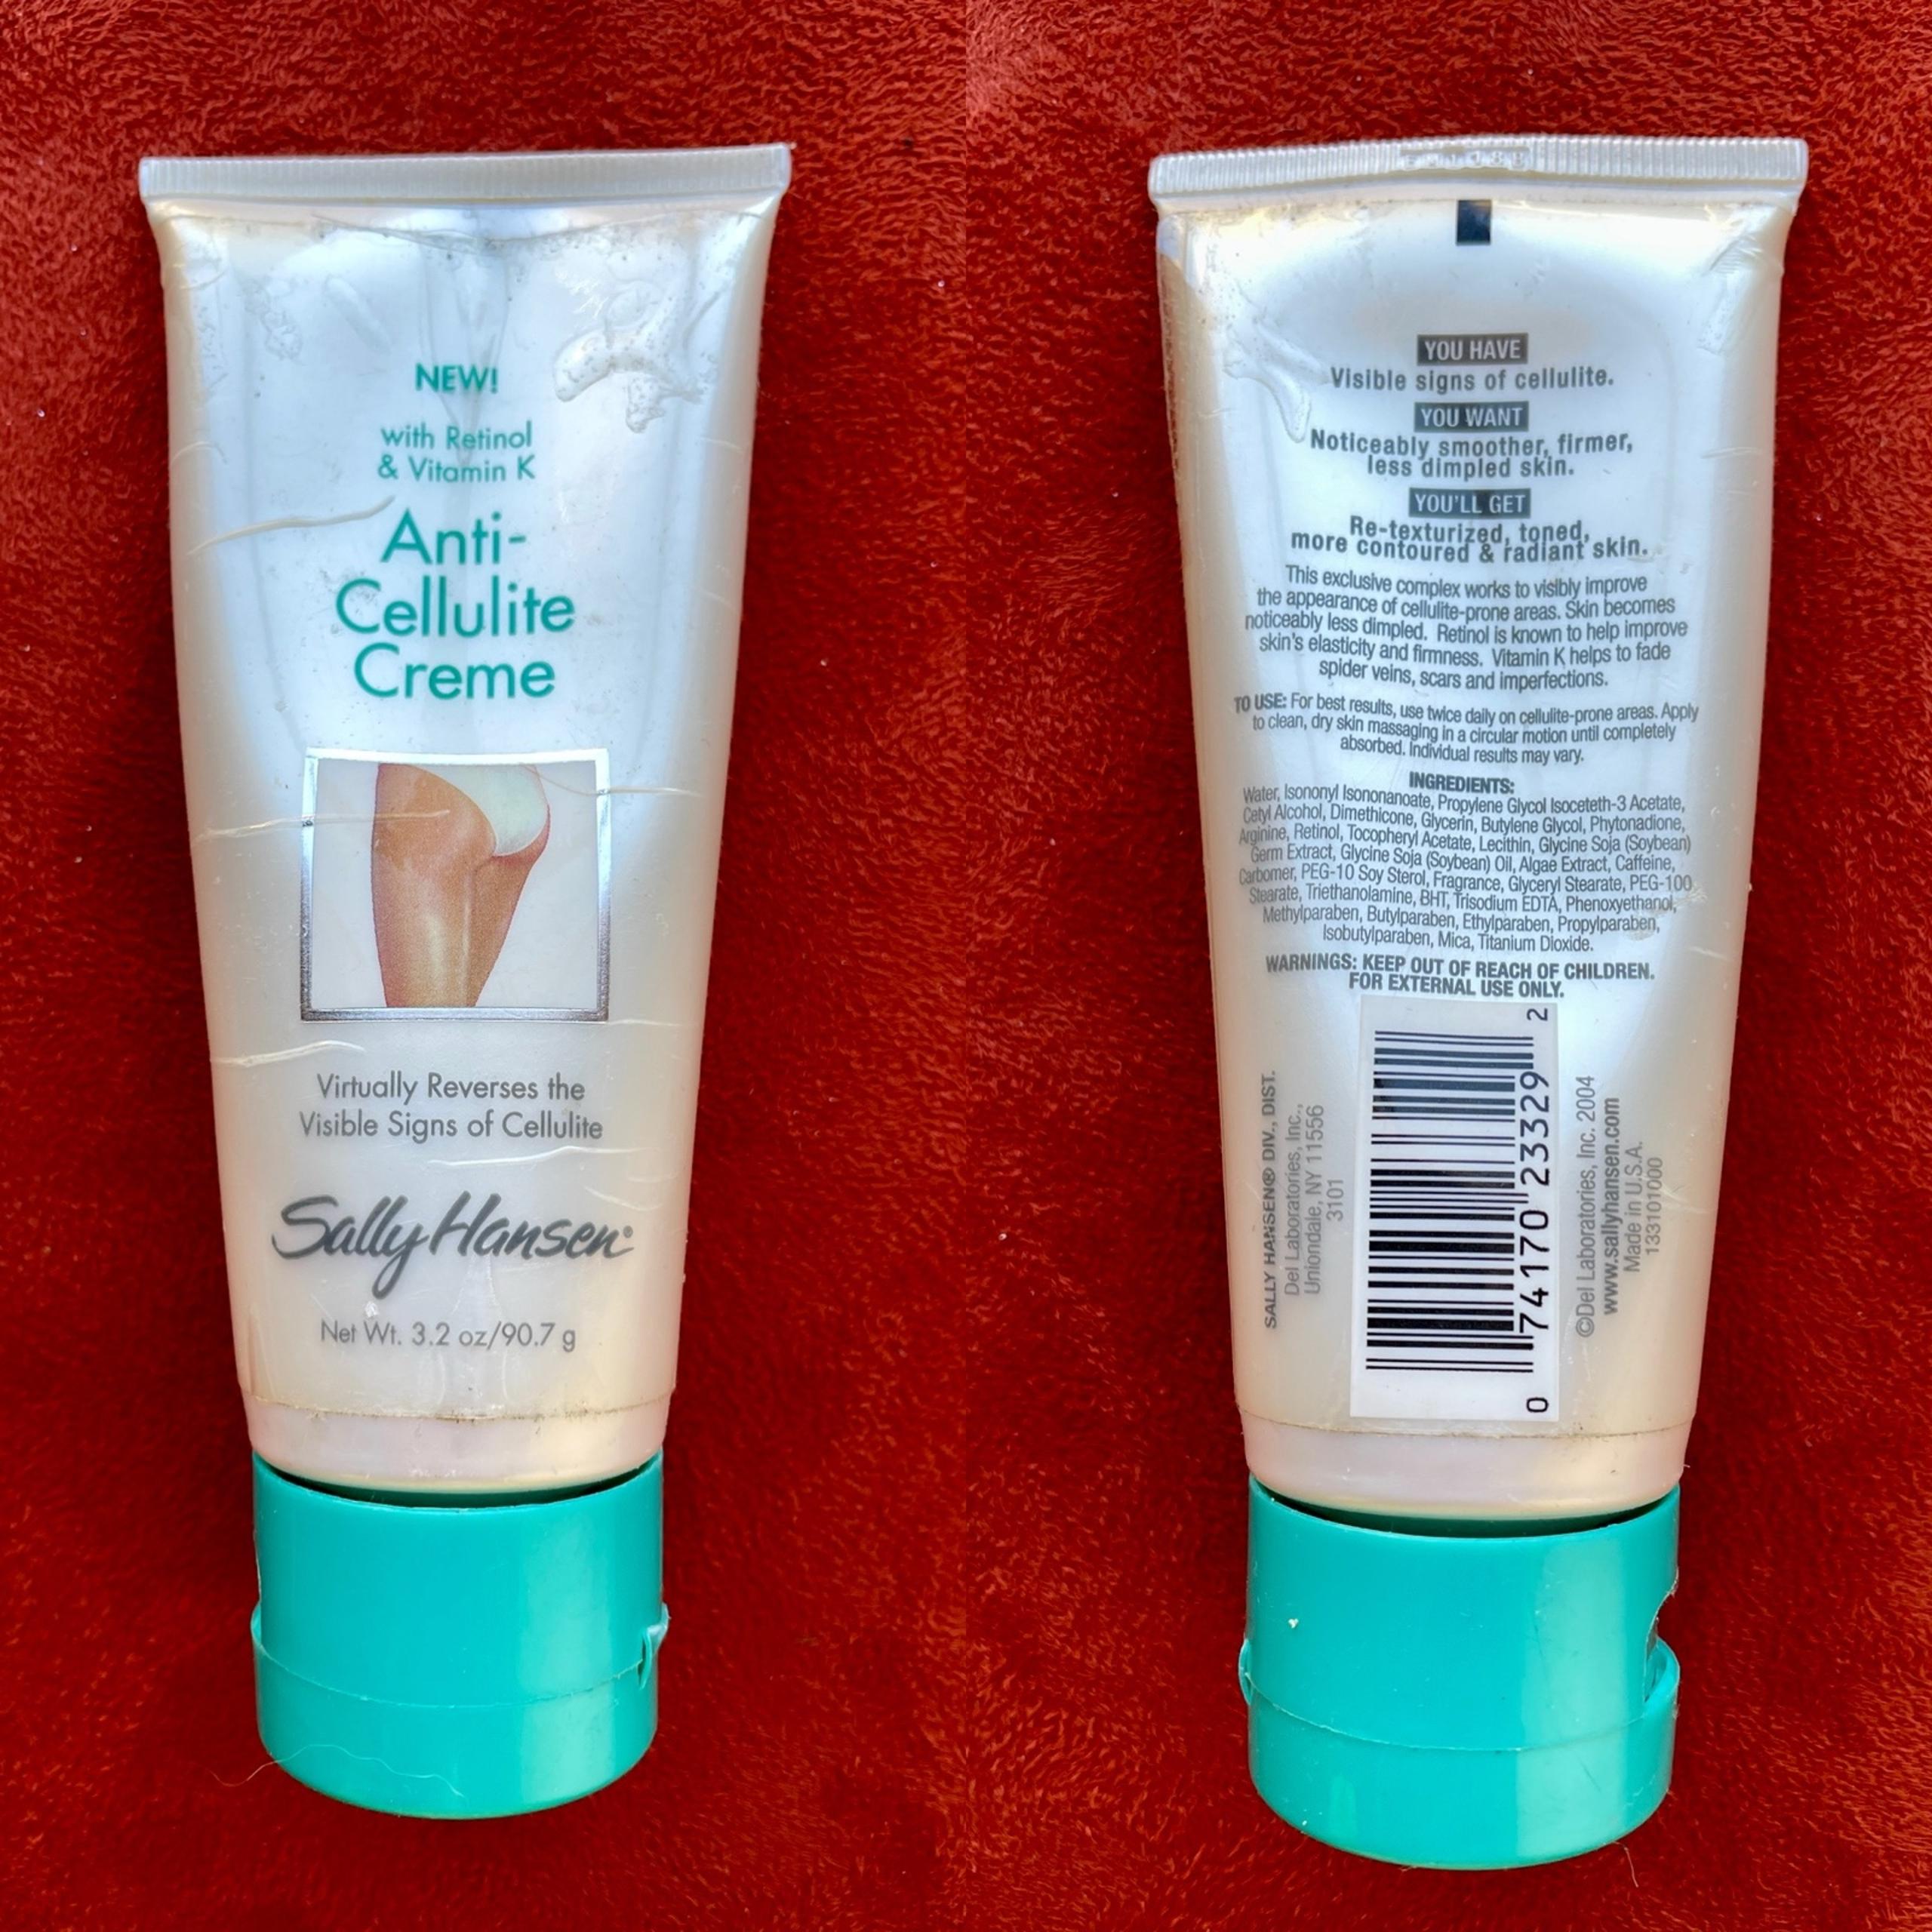 NEW!
with Retinol
& Vitamin K
Anti-
Cellulite
Creme
Virtually Reverses the
Visible Signs of Cellulite
Sally Hansen®
Net Wt. 3.2 oz/90.7 g
YOU HAVE
Visible signs of cellulite.
YOU WANT
Noticeably smoother, firmer,
less dimpled skin.
YOU'LL GET
Re-texturized, toned,
more contoured & radiant skin.
This exclusive complex works to visibly improve
the appearance of cellulite-prone areas. Skin becomes
noticeably less dimpled. Retinol is known to help improve
skin's elasticity and firmness. Vitamin K helps to fade
spider veins, scars and imperfections.
TO USE: For best results, use twice daily on cellulite-prone areas. Apply
to clean, dry skin massaging in a circular motion until completely
absorbed. Individual results may vary.
INGREDIENTS:
Water, Isononyl Isononanoate, Propylene Glycol Isoceteth-3 Acetate,
Cetyl Alcohol, Dimethicone, Glycerin, Butylene Glycol, Phytonadione,
Arginine, Retinol, Tocopheryl Acetate, Lecithin, Glycine Soja (Soybean)
Germ Extract, Glycine Soja (Soybean) Oil, Algae Extract, Caffeine,
Carbomer, PEG-10 Soy Sterol, Fragrance, Glyceryl Stearate, PEG-100
Stearate, Triethanolamine, BHT, Trisodium EDTA, Phenoxyethanol,
Methylparaben, Butylparaben, Ethylparaben, Propylparaben,
Isobutylparaben, Mica, Titanium Dioxide.
WARNINGS: KEEP OUT OF REACH OF CHILDREN.
FOR EXTERNAL USE ONLY.
SALLY HANSEN® DIV., DIST.
Del Laboratories, Inc.,
Uniondale, NY 11556
3101
0 74170 23329 2
©Del Laboratories, Inc. 2004
www.sallyhansen.com
Made in U.S.A.
133101000